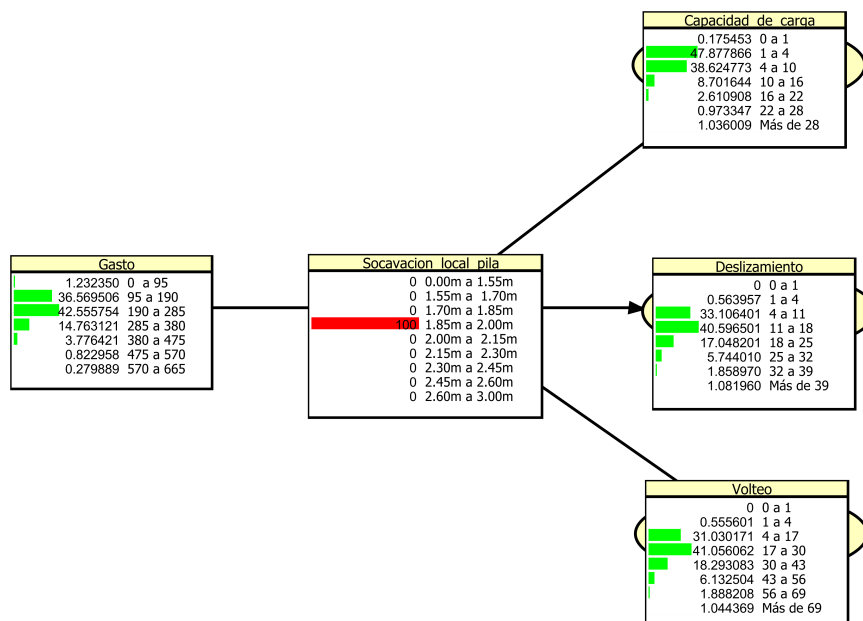 Capacidad de carga
0.175453 0 a 1
47.877866 1 a 4
38.624773 4 a 10
8.701644 10 a 16
2.610908 16 a 22
0.973347 22 a 28
1.036009 Más de 28
Gasto
1.232350 0 a 95
36.569506 95 a 190
42.555754 190 a 285
14.763121 285 a 380
3.776421 380 a 475
0.822958 475 a 570
0.279889 570 a 665
Socavacion local pila
0 0.00m a 1.55m
0 1.55m a 1.70m
0 1.70m a 1.85m
100 1.85m a 2.00m
0 2.00m a 2.15m
0 2.15m a 2.30m
0 2.30m a 2.45m
0 2.45m a 2.60m
0 2.60m a 3.00m
Deslizamiento
0 0 a 1
0.563957 1 a 4
33.106401 4 a 11
40.596501 11 a 18
17.048201 18 a 25
5.744010 25 a 32
1.858970 32 a 39
1.081960 Más de 39
Volteo
0 0 a 1
0.555601 1 a 4
31.030171 4 a 17
41.056062 17 a 30
18.293083 30 a 43
6.132504 43 a 56
1.888208 56 a 69
1.044369 Más de 69